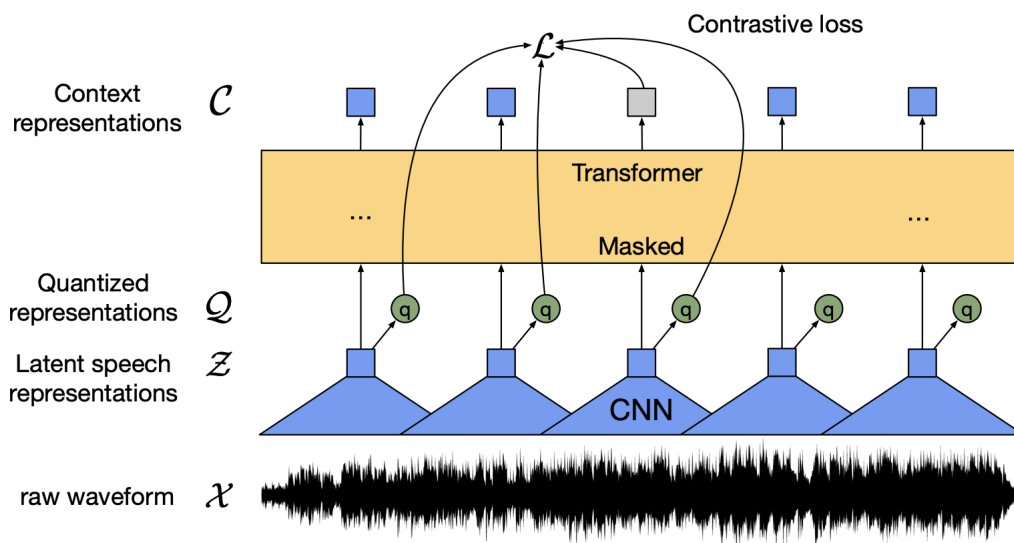 Contrastive loss
ℒ
Context
representations 𝒞
Transformer
... ...
Masked
Quantized
representations 𝒬
q q q q q
Latent speech
representations 𝒵
CNN
raw waveform 𝒳